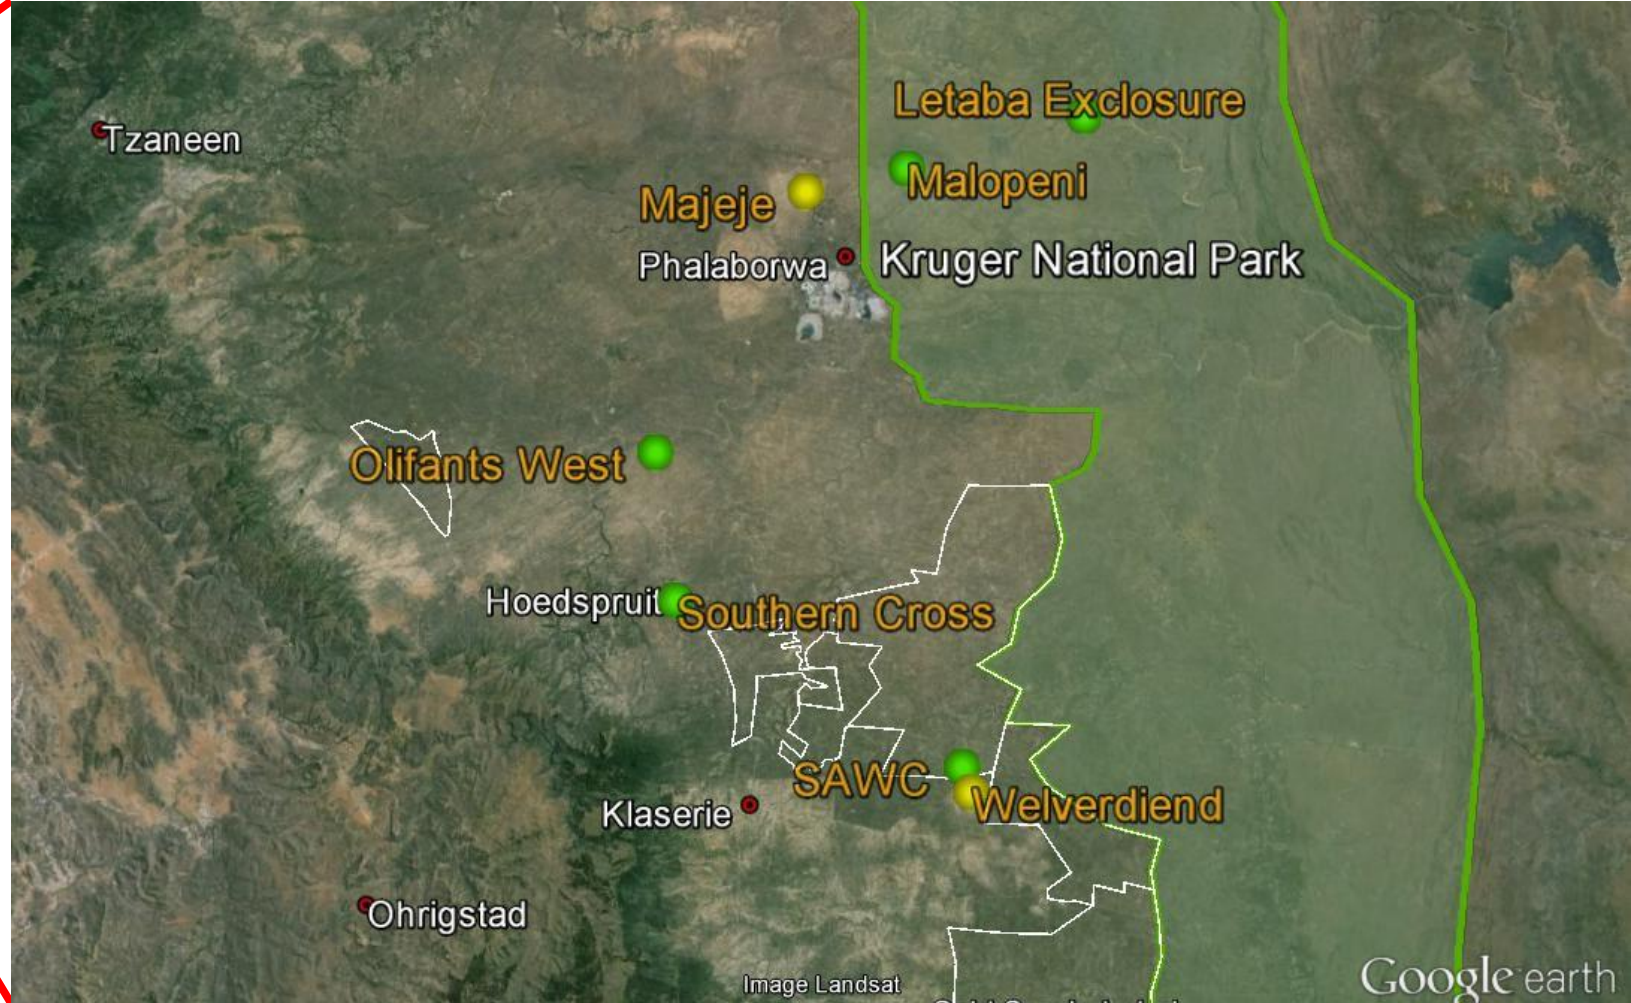 Letaba Exclosure
Tzaneen
Malopeni
Majeje
Kruger National Park
Phalaborwa
Olifants West
Hoedspruit
Southern Cross
SAWC
Welverdiend
Klaserie
Ohrigstad
Image Landsat
Google earth